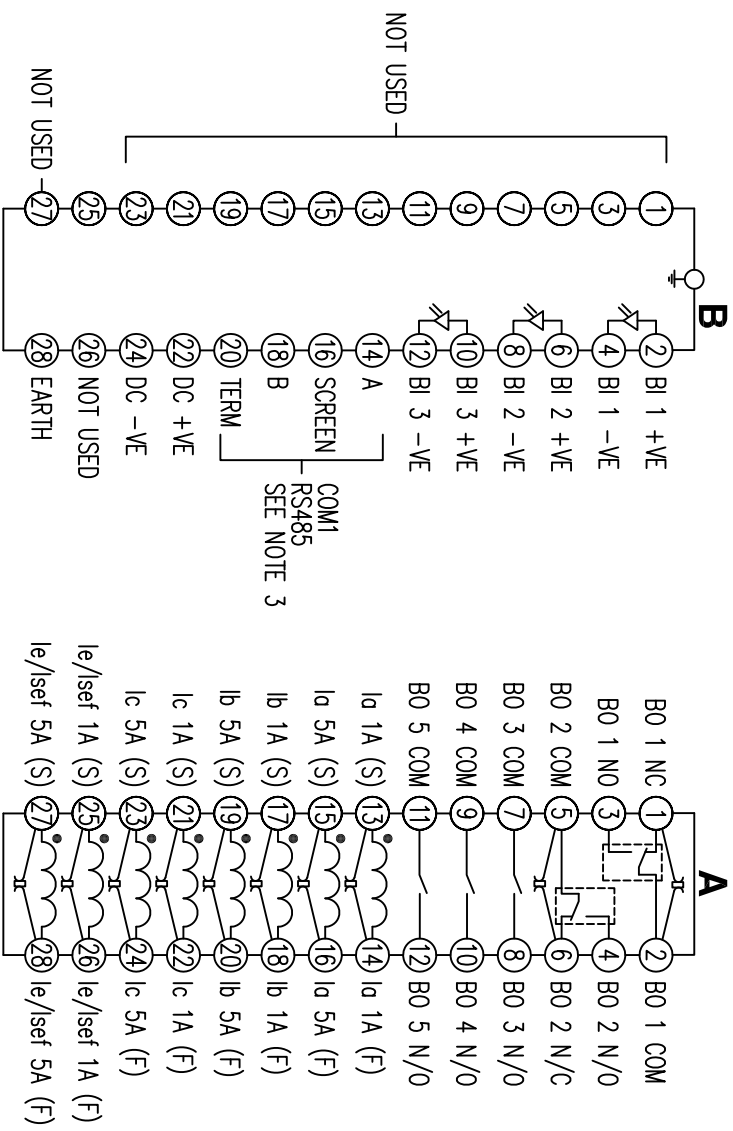 B
NOT USED
1 2 BI 1 +VE
3 4 BI 1 -VE
5 6 BI 2 +VE
7 8 BI 2 -VE
9 10 BI 3 +VE
11 12 BI 3 -VE
13 14 A
15 16 SCREEN
17 18 B
19 20 TERM
COM1
RS485
SEE NOTE 3
21 22 DC +VE
23 24 DC -VE
25 26 NOT USED
NOT USED 27 28 EARTH
A
BO 1 NC 1 2 BO 1 COM
BO 1 NO 3 4 BO 2 N/O
BO 2 COM 5 6 BO 2 N/C
BO 3 COM 7 8 BO 3 N/O
BO 4 COM 9 10 BO 4 N/O
BO 5 COM 11 12 BO 5 N/O
Ia 1A (S) 13 14 Ia 1A (F)
Ia 5A (S) 15 16 Ia 5A (F)
Ib 1A (S) 17 18 Ib 1A (F)
Ib 5A (S) 19 20 Ib 5A (F)
Ic 1A (S) 21 22 Ic 1A (F)
Ic 5A (S) 23 24 Ic 5A (F)
Ie/Isef 1A (S) 25 26 Ie/Isef 1A (F)
Ie/Isef 5A (S) 27 28 Ie/Isef 5A (F)